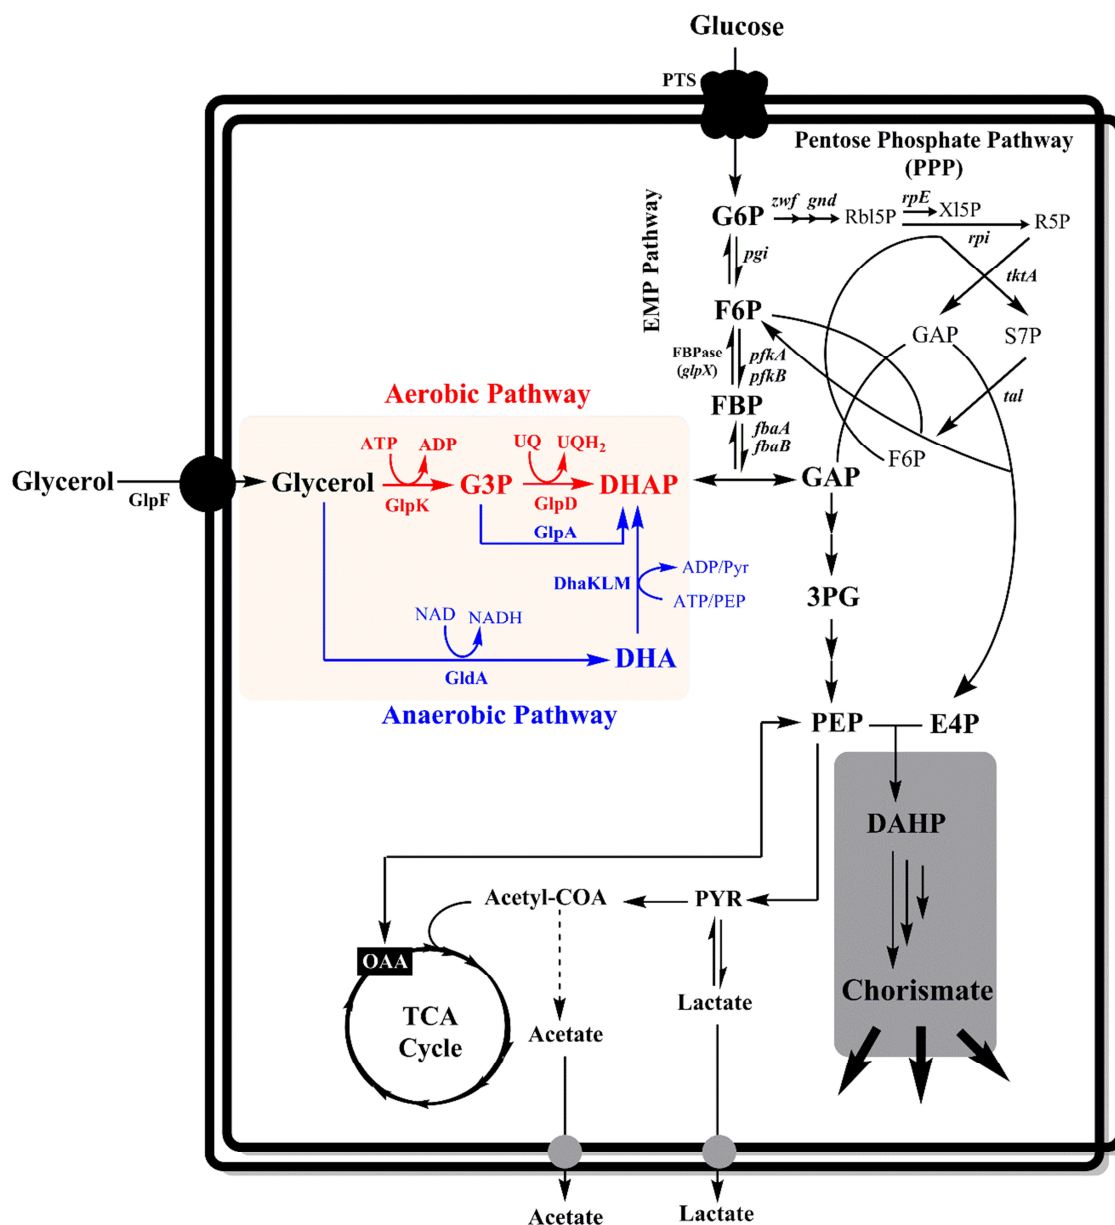 Glucose
PTS
Pentose Phosphate Pathway
(PPP)
EMP Pathway
G6P
zwf gnd
Rbl5P
rpE
Xl5P
rpi
R5P
pgi
tktA
F6P
GAP
S7P
FBPase
(glpX)
pfkA
pfkB
tal
FBP
fbaA
fbaB
F6P
Aerobic Pathway
ATP
ADP
UQ
UQH2
Glycerol
GlpF
Glycerol
GlpK
G3P
GlpD
DHAP
GAP
GlpA
DhaKLM
ADP/Pyr
ATP/PEP
3PG
NAD
NADH
GldA
DHA
Anaerobic Pathway
PEP
E4P
DAHP
Acetyl-COA
PYR
OAA
TCA
Cycle
Acetate
Lactate
Chorismate
Acetate
Lactate